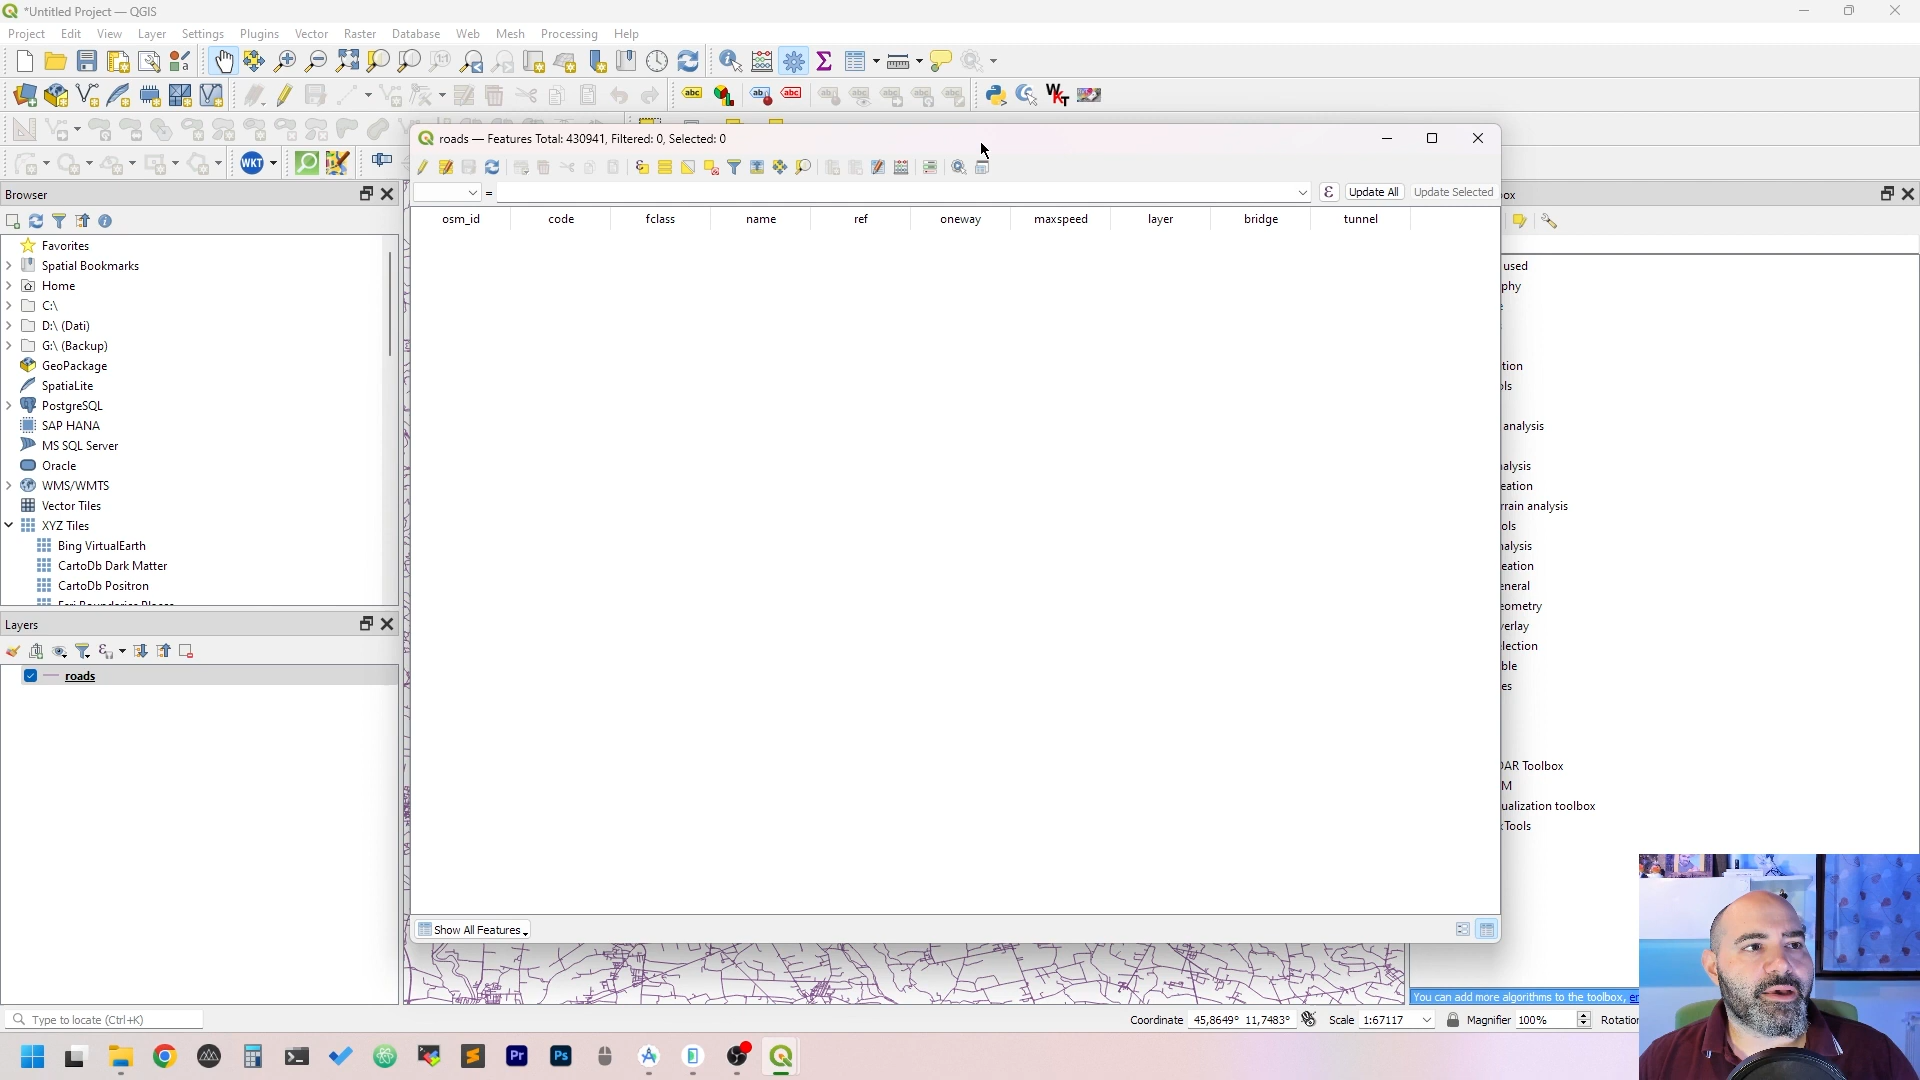 *Untitled Project — QGIS
Project Edit View Layer Settings Plugins Vector Raster Database Web Mesh Processing Help
roads — Features Total: 430941, Filtered: 0, Selected: 0
= ε Update All Update Selected
osm_id code fclass name ref oneway maxspeed layer bridge tunnel
Browser
Favorites
Spatial Bookmarks
Home
C:\
D:\ (Dati)
G:\ (Backup)
GeoPackage
SpatiaLite
PostgreSQL
SAP HANA
MS SQL Server
Oracle
WMS/WMTS
Vector Tiles
XYZ Tiles
Bing VirtualEarth
CartoDb Dark Matter
CartoDb Positron
Layers
roads
ox
used
phy
tion
ols
analysis
alysis
eation
rrain analysis
ols
alysis
eation
eneral
eometry
verlay
lection
ble
es
DAR Toolbox
M
ualization toolbox
Tools
Show All Features
You can add more algorithms to the toolbox, er
Type to locate (Ctrl+K)
Coordinate 45,8649° 11,7483° Scale 1:67117 Magnifier 100% Rotation